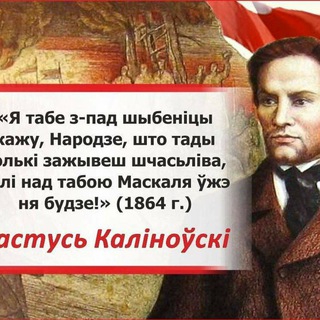 «Я табе з-пад шыбеніцы
кажу, Народзе, што тады
олькі зажывеш шчасьліва,
лі над табою Маскаля ўжэ
ня будзе!» (1864 г.)
астусь Каліноўскі